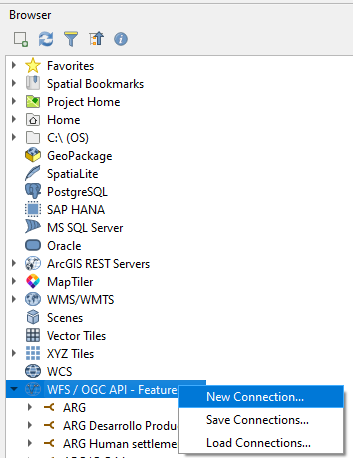 Browser
Favorites
Spatial Bookmarks
Project Home
Home
C:\ (OS)
GeoPackage
SpatiaLite
PostgreSQL
SAP HANA
MS SQL Server
Oracle
ArcGIS REST Servers
MapTiler
WMS/WMTS
Scenes
Vector Tiles
XYZ Tiles
WCS
WFS / OGC API - Feature
New Connection...
ARG
Save Connections...
ARG Desarrollo Produ
Load Connections...
ARG Human settleme